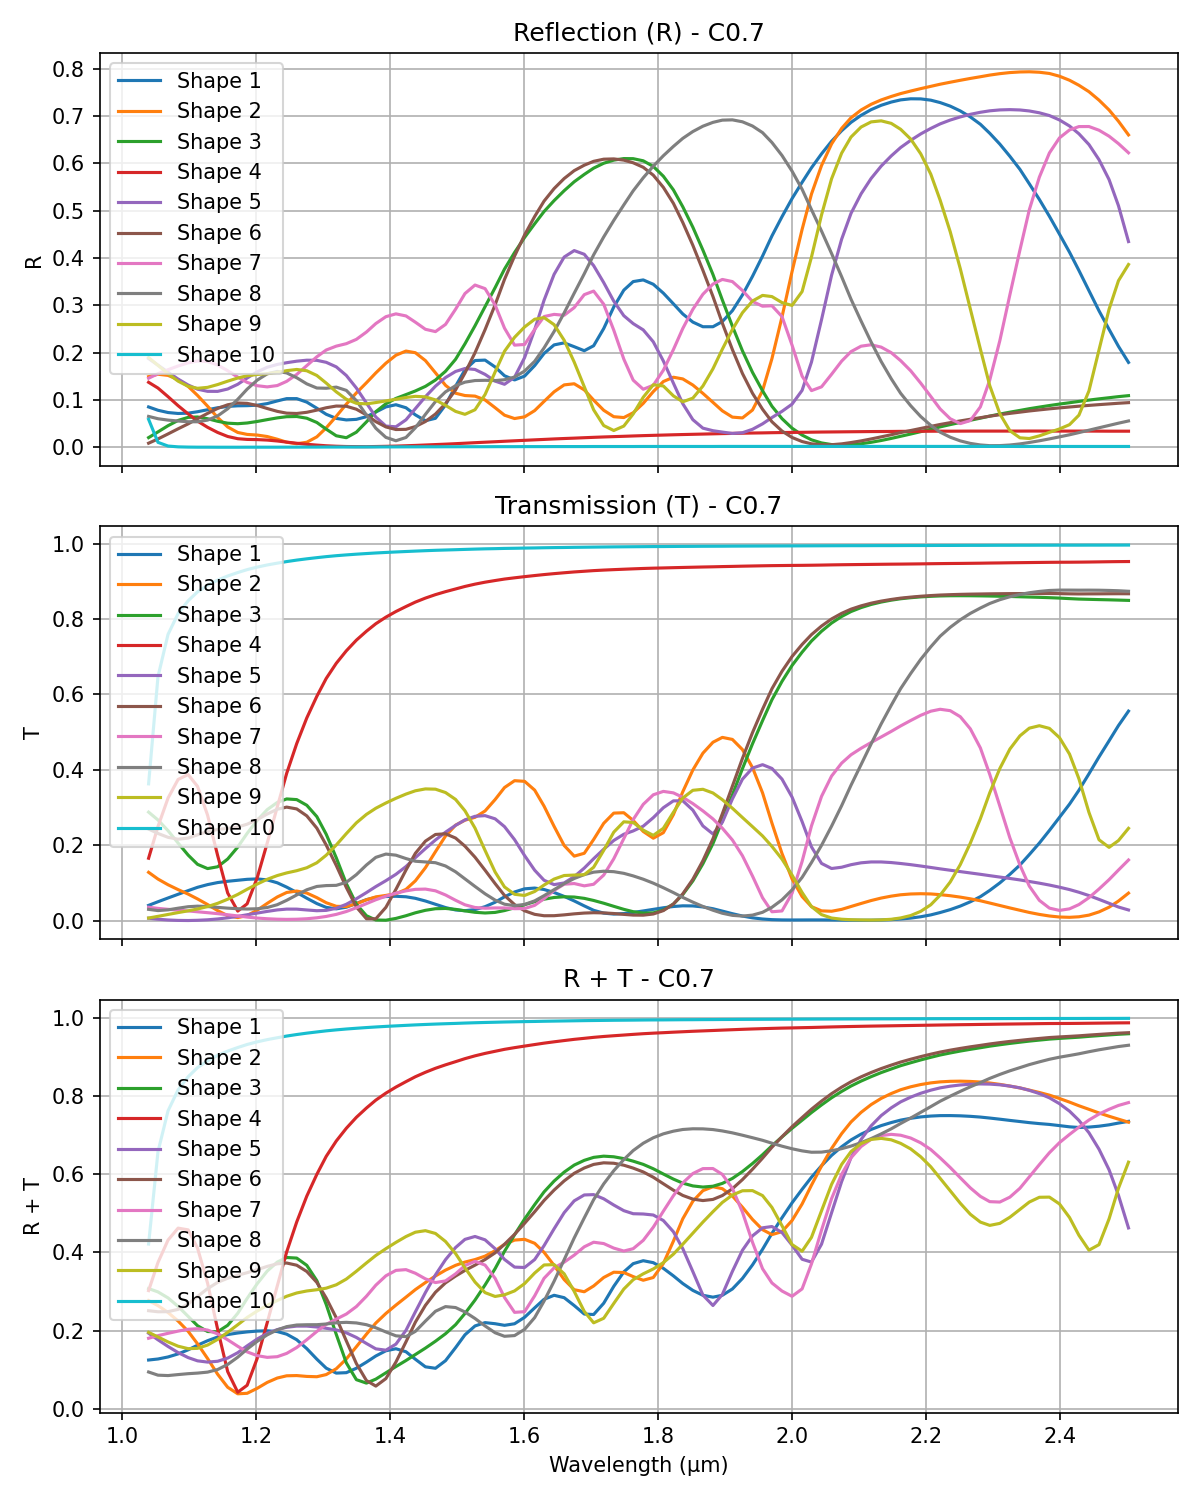 Reflection (R) - C0.7
R
0.8
0.7
0.6
0.5
0.4
0.3
0.2
0.1
0.0
Shape 1
Shape 2
Shape 3
Shape 4
Shape 5
Shape 6
Shape 7
Shape 8
Shape 9
Shape 10
Transmission (T) - C0.7
T
1.0
0.8
0.6
0.4
0.2
0.0
Shape 1
Shape 2
Shape 3
Shape 4
Shape 5
Shape 6
Shape 7
Shape 8
Shape 9
Shape 10
R + T - C0.7
R + T
1.0
0.8
0.6
0.4
0.2
0.0
Shape 1
Shape 2
Shape 3
Shape 4
Shape 5
Shape 6
Shape 7
Shape 8
Shape 9
Shape 10
1.0 1.2 1.4 1.6 1.8 2.0 2.2 2.4
Wavelength (μm)